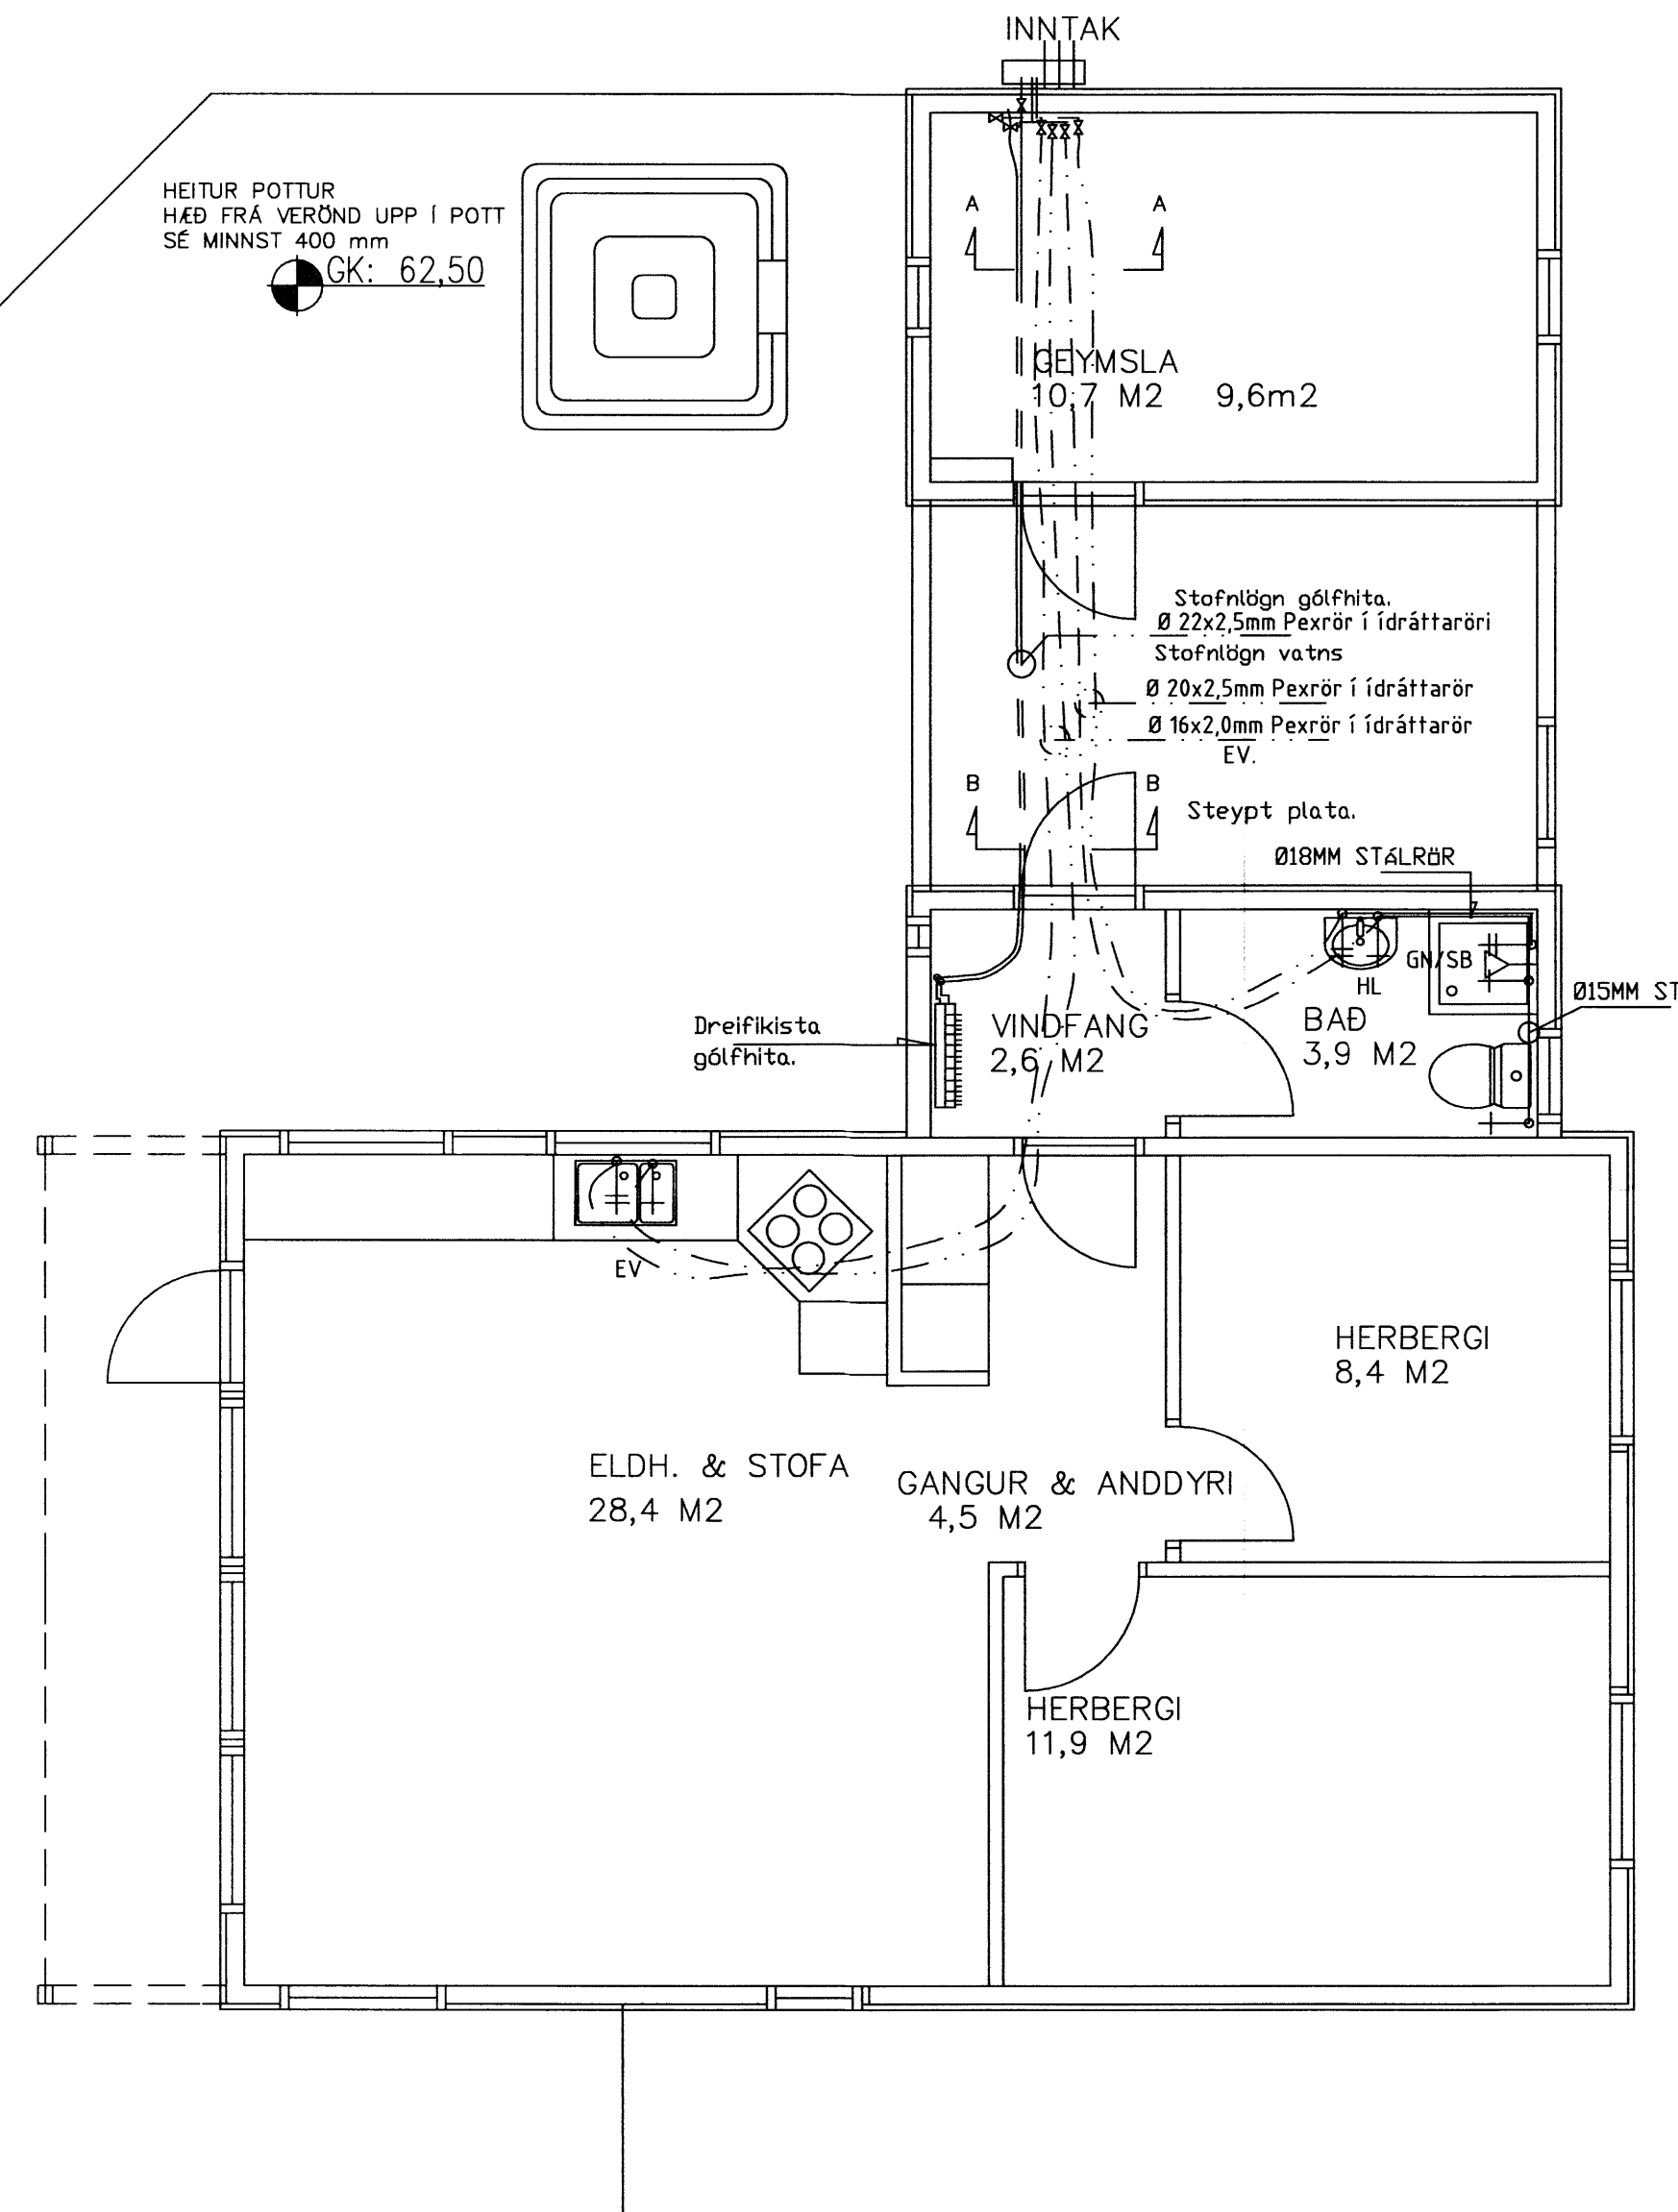 INNTAK
HEITUR POTTUR
HÆÐ FRÁ VERÖND UPP Í POTT
SÉ MINNST 400 mm
GK: 62,50
A A
GEYMSLA
10,7 M2 9,6m2
Stofnlögn gólfhita.
Ø 22x2,5mm Pexrör í ídráttaröri
Stofnlögn vatns
Ø 20x2,5mm Pexrör í ídráttarör
Ø 16x2,0mm Pexrör í ídráttarör
EV.
B B
Steypt plata.
Ø18MM STÁLRÖR
GN/SB
HL
Ø15MM ST
Dreifikista
gólfhita.
VINDFANG
2,6 M2
BAÐ
3,9 M2
EV
HERBERGI
8,4 M2
ELDH. & STOFA
28,4 M2
GANGUR & ANDDYRI
4,5 M2
HERBERGI
11,9 M2